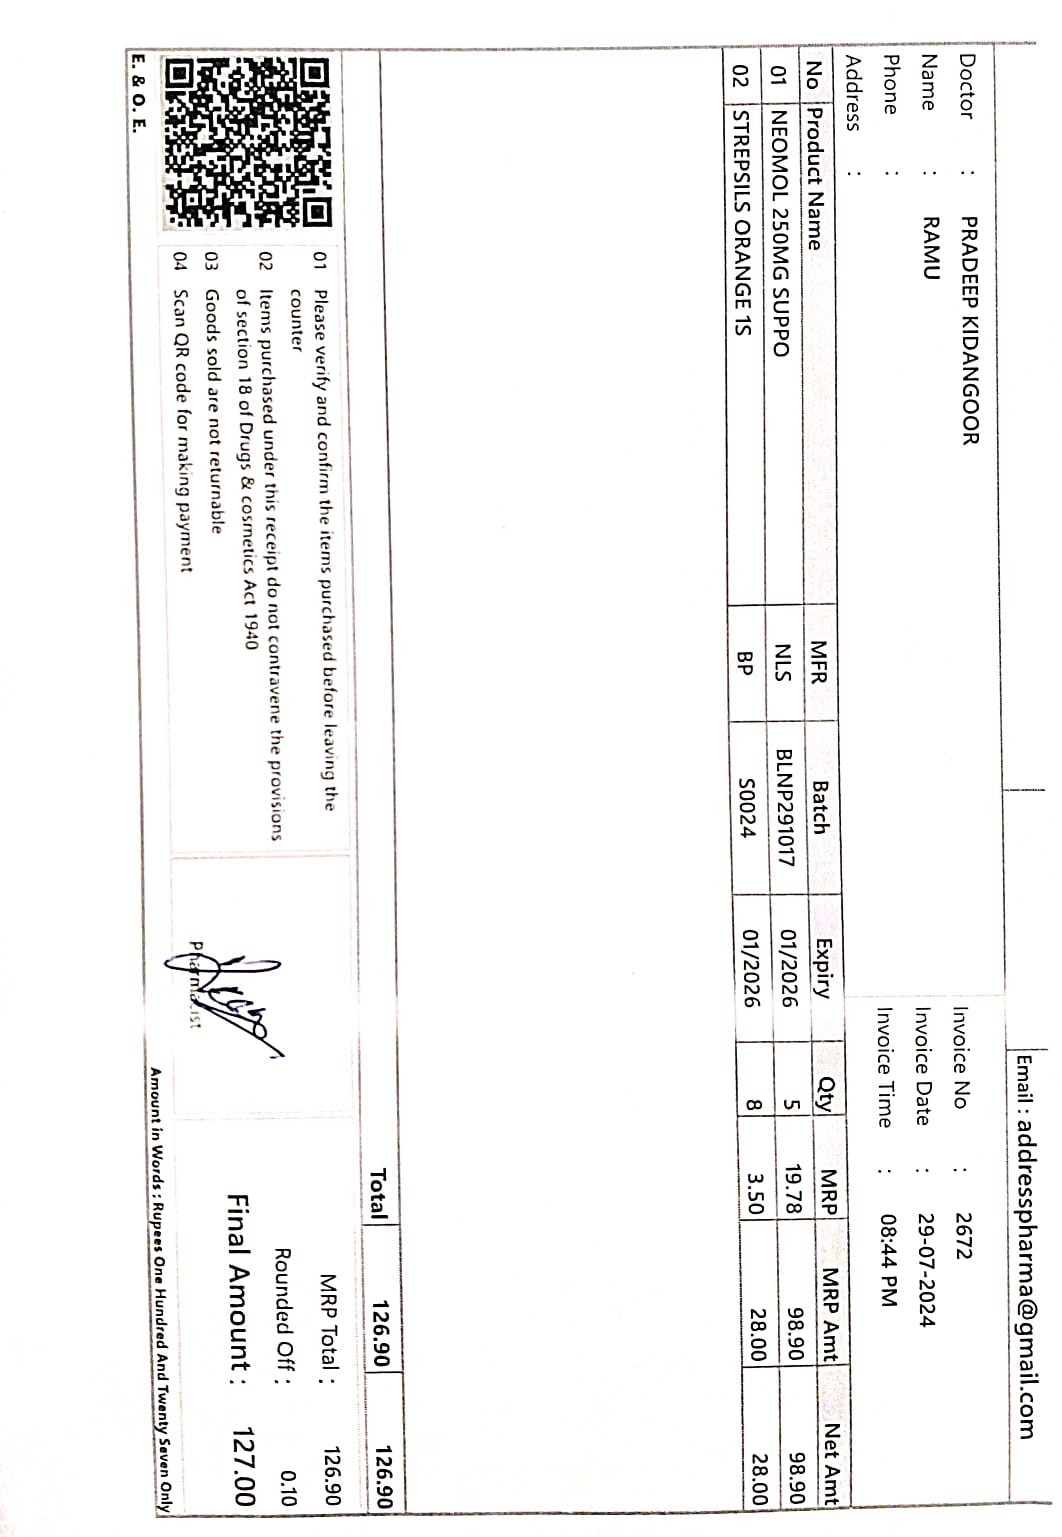 Email : addresspharma@gmail.com
Doctor : PRADEEP KIDANGOOR
Name : RAMU
Phone :
Address :
Invoice No : 2672
Invoice Date : 29-07-2024
Invoice Time : 08:44 PM
No Product Name MFR Batch Expiry Qty MRP MRP Amt Net Amt
01 NEOMOL 250MG SUPPO NLS BLNP291017 01/2026 5 19.78 98.90 98.90
02 STREPSILS ORANGE 1S BP S0024 01/2026 8 3.50 28.00 28.00
Total 126.90 126.90
01 Please verify and confirm the items purchased before leaving the
counter
02 Items purchased under this receipt do not contravene the provisions
of section 18 of Drugs & cosmetics Act 1940
03 Goods sold are not returnable
04 Scan QR code for making payment
E. & O. E.
Pharmacist
MRP Total : 126.90
Rounded Off : 0.10
Final Amount : 127.00
Amount in Words : Rupees One Hundred And Twenty Seven Only